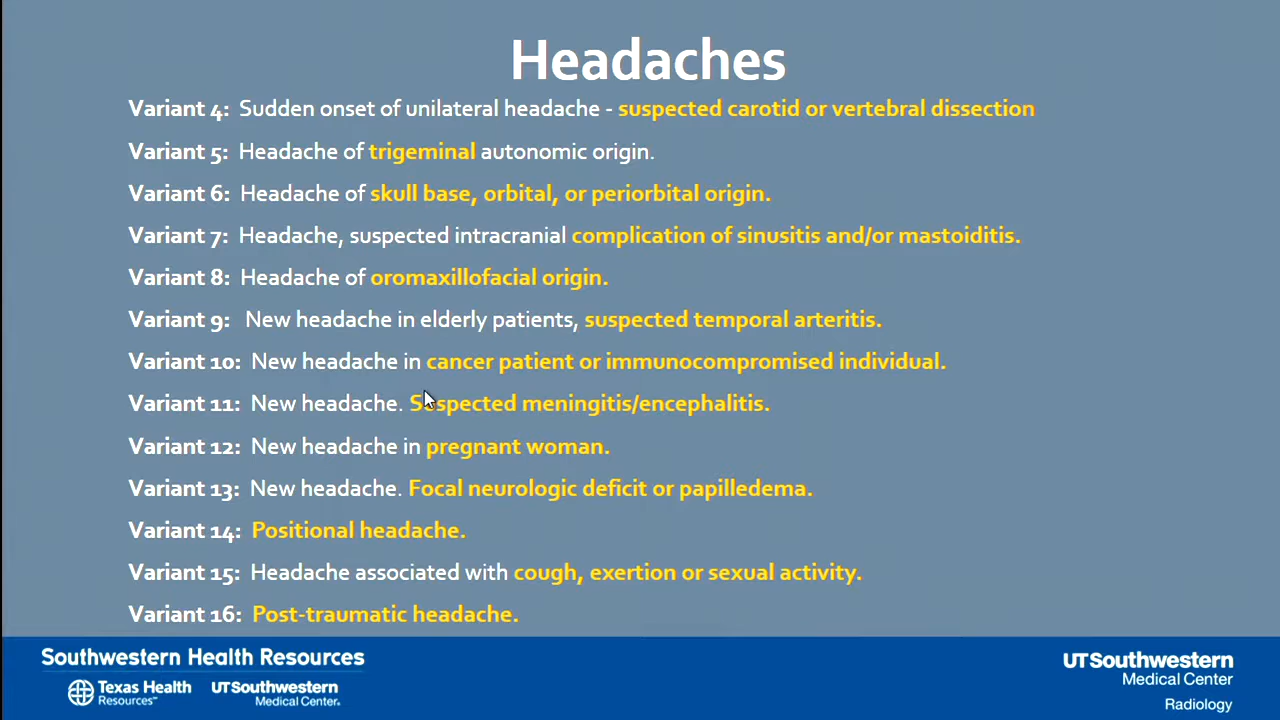 Headaches
Variant 4: Sudden onset of unilateral headache - suspected carotid or vertebral dissection
Variant 5: Headache of trigeminal autonomic origin.
Variant 6: Headache of skull base, orbital, or periorbital origin.
Variant 7: Headache, suspected intracranial complication of sinusitis and/or mastoiditis.
Variant 8: Headache of oromaxillofacial origin.
Variant 9: New headache in elderly patients, suspected temporal arteritis.
Variant 10: New headache in cancer patient or immunocompromised individual.
Variant 11: New headache. Suspected meningitis/encephalitis.
Variant 12: New headache in pregnant woman.
Variant 13: New headache. Focal neurologic deficit or papilledema.
Variant 14: Positional headache.
Variant 15: Headache associated with cough, exertion or sexual activity.
Variant 16: Post-traumatic headache.
Southwestern Health Resources
Texas Health
Resources℠
UT Southwestern
Medical Center.
UT Southwestern
Medical Center
Radiology